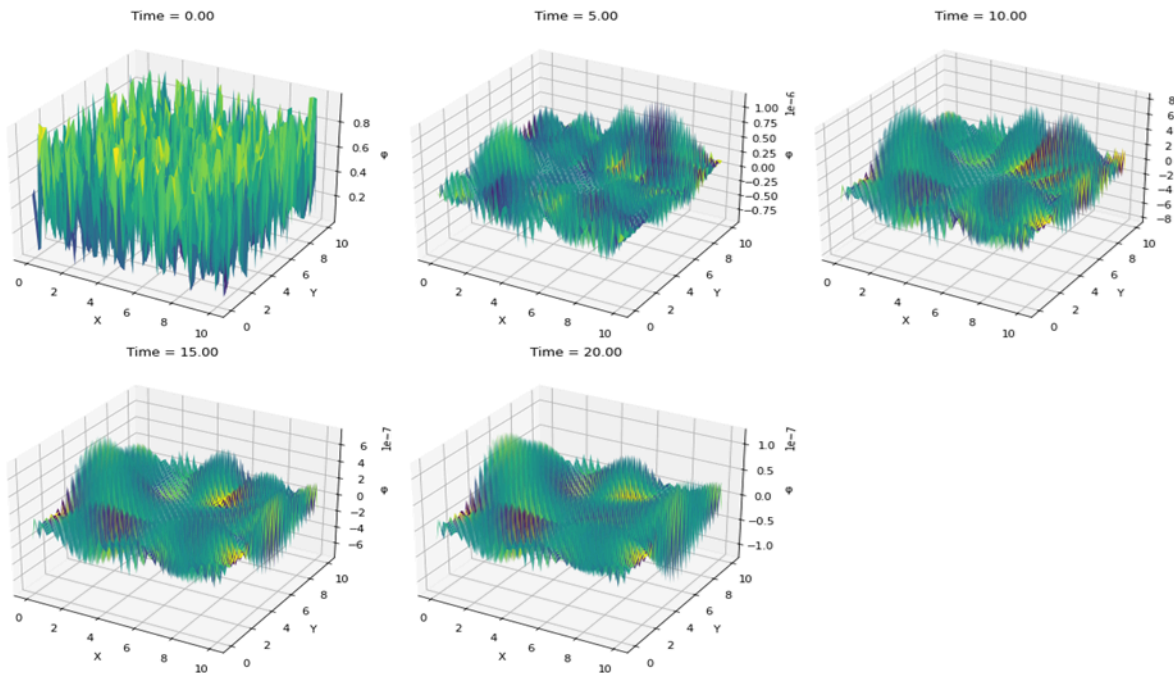 Time = 0.00
0.8
0.6
0.4
0.2
φ
0 2 4 6 8 10
X
0 2 4 6 8 10
Y
Time = 5.00
1e−6
1.00
0.75
0.50
0.25
0.00
−0.25
−0.50
−0.75
φ
0 2 4 6 8 10
X
0 2 4 6 8 10
Y
Time = 10.00
8
6
4
2
0
−2
−4
−6
−8
0 2 4 6 8 10
X
0 2 4 6 8 10
Y
Time = 15.00
1e−7
6
4
2
0
−2
−4
−6
φ
0 2 4 6 8 10
X
0 2 4 6 8 10
Y
Time = 20.00
1e−7
1.0
0.5
0.0
−0.5
−1.0
φ
0 2 4 6 8 10
X
0 2 4 6 8 10
Y